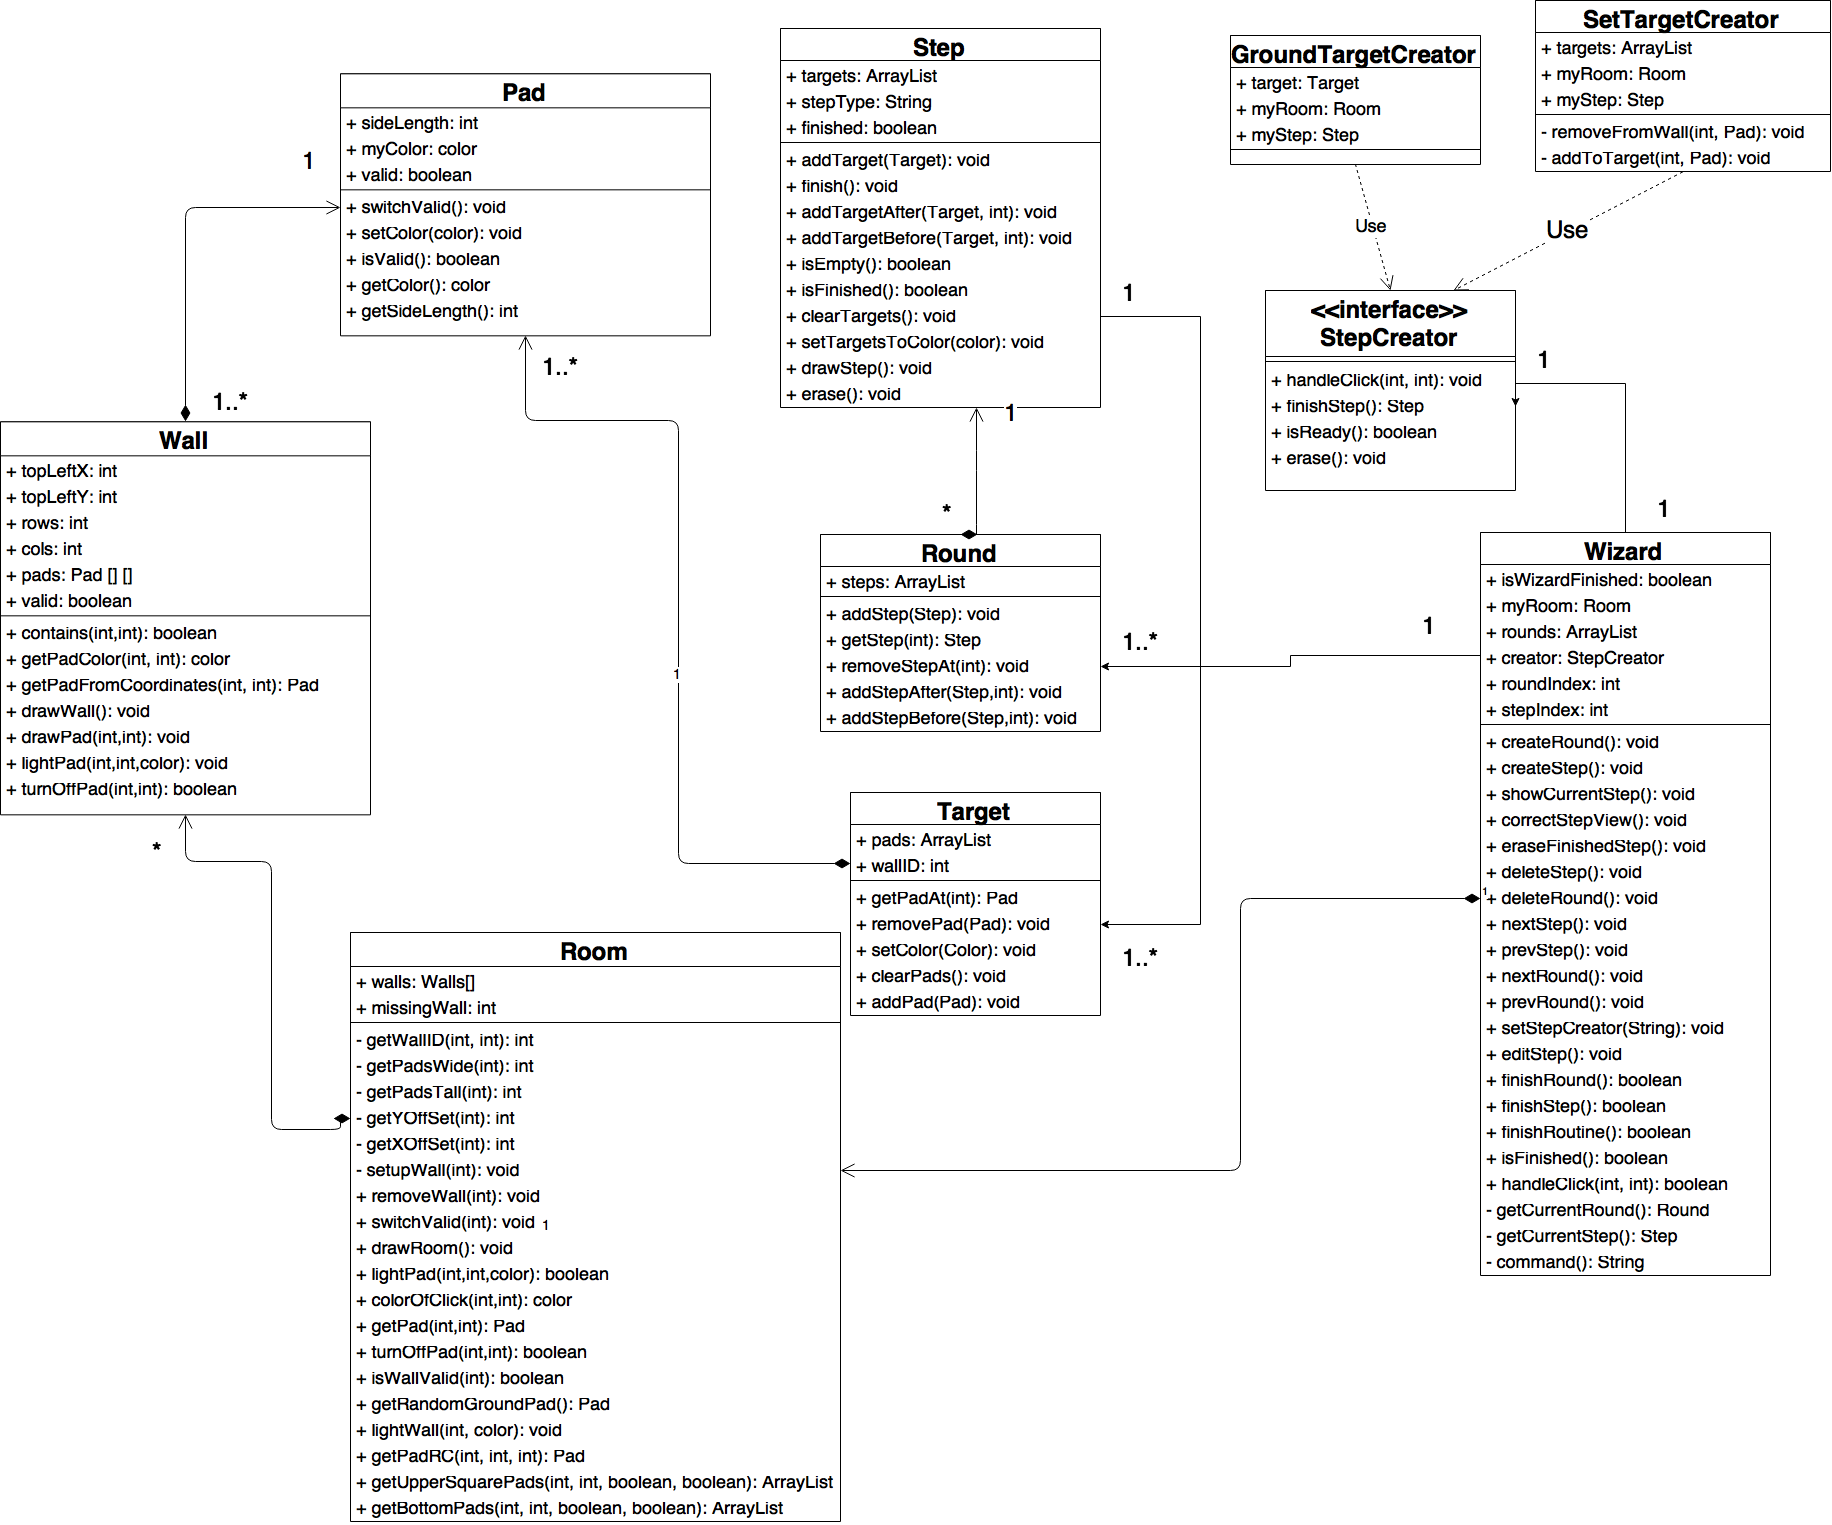 Pad
+ sideLength: int
+ myColor: color
+ valid: boolean
+ switchValid(): void
+ setColor(color): void
+ isValid(): boolean
+ getColor(): color
+ getSideLength(): int
1
1..*
1..*
Step
+ targets: ArrayList
+ stepType: String
+ finished: boolean
+ addTarget(Target): void
+ finish(): void
+ addTargetAfter(Target, int): void
+ addTargetBefore(Target, int): void
+ isEmpty(): boolean
+ isFinished(): boolean
+ clearTargets(): void
+ setTargetsToColor(color): void
+ drawStep(): void
+ erase(): void
1
1
*
GroundTargetCreator
+ target: Target
+ myRoom: Room
+ myStep: Step
SetTargetCreator
+ targets: ArrayList
+ myRoom: Room
+ myStep: Step
- removeFromWall(int, Pad): void
- addToTarget(int, Pad): void
Use
Use
<<interface>>
StepCreator
+ handleClick(int, int): void
+ finishStep(): Step
+ isReady(): boolean
+ erase(): void
1
1
Wall
+ topLeftX: int
+ topLeftY: int
+ rows: int
+ cols: int
+ pads: Pad [] []
+ valid: boolean
+ contains(int,int): boolean
+ getPadColor(int, int): color
+ getPadFromCoordinates(int, int): Pad
+ drawWall(): void
+ drawPad(int,int): void
+ lightPad(int,int,color): void
+ turnOffPad(int,int): boolean
*
1
Round
+ steps: ArrayList
+ addStep(Step): void
+ getStep(int): Step
+ removeStepAt(int): void
+ addStepAfter(Step,int): void
+ addStepBefore(Step,int): void
1..*
1
Target
+ pads: ArrayList
+ wallID: int
+ getPadAt(int): Pad
+ removePad(Pad): void
+ setColor(Color): void
+ clearPads(): void
+ addPad(Pad): void
1..*
Wizard
+ isWizardFinished: boolean
+ myRoom: Room
+ rounds: ArrayList
+ creator: StepCreator
+ roundIndex: int
+ stepIndex: int
+ createRound(): void
+ createStep(): void
+ showCurrentStep(): void
+ correctStepView(): void
+ eraseFinishedStep(): void
+ deleteStep(): void
1
+ deleteRound(): void
+ nextStep(): void
+ prevStep(): void
+ nextRound(): void
+ prevRound(): void
+ setStepCreator(String): void
+ editStep(): void
+ finishRound(): boolean
+ finishStep(): boolean
+ finishRoutine(): boolean
+ isFinished(): boolean
+ handleClick(int, int): boolean
- getCurrentRound(): Round
- getCurrentStep(): Step
- command(): String
Room
+ walls: Walls[]
+ missingWall: int
- getWallID(int, int): int
- getPadsWide(int): int
- getPadsTall(int): int
- getYOffSet(int): int
- getXOffSet(int): int
- setupWall(int): void
+ removeWall(int): void
+ switchValid(int): void 1
+ drawRoom(): void
+ lightPad(int,int,color): boolean
+ colorOfClick(int,int): color
+ getPad(int,int): Pad
+ turnOffPad(int,int): boolean
+ isWallValid(int): boolean
+ getRandomGroundPad(): Pad
+ lightWall(int, color): void
+ getPadRC(int, int, int): Pad
+ getUpperSquarePads(int, int, boolean, boolean): ArrayList
+ getBottomPads(int, int, boolean, boolean): ArrayList